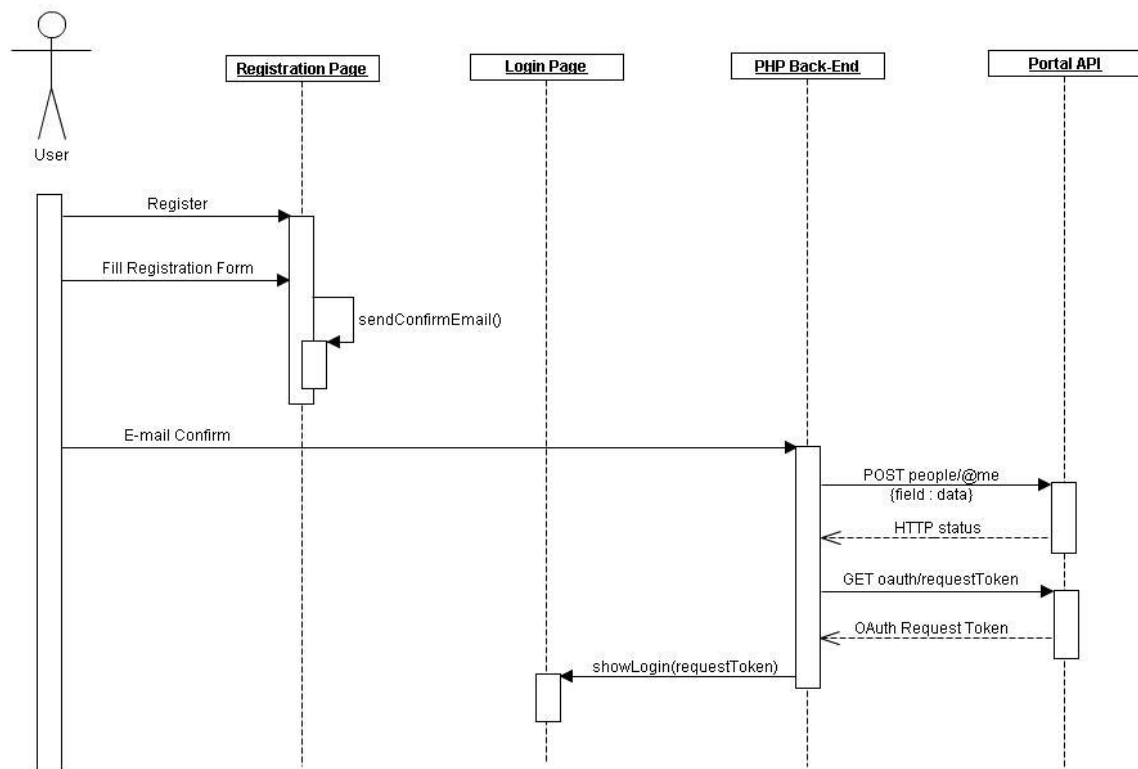 Registration Page
Login Page
PHP Back-End
Portal API
User
Register
Fill Registration Form
sendConfirmEmail()
E-mail Confirm
POST people/@me
{field : data}
HTTP status
GET oauth/requestToken
OAuth Request Token
showLogin(requestToken)